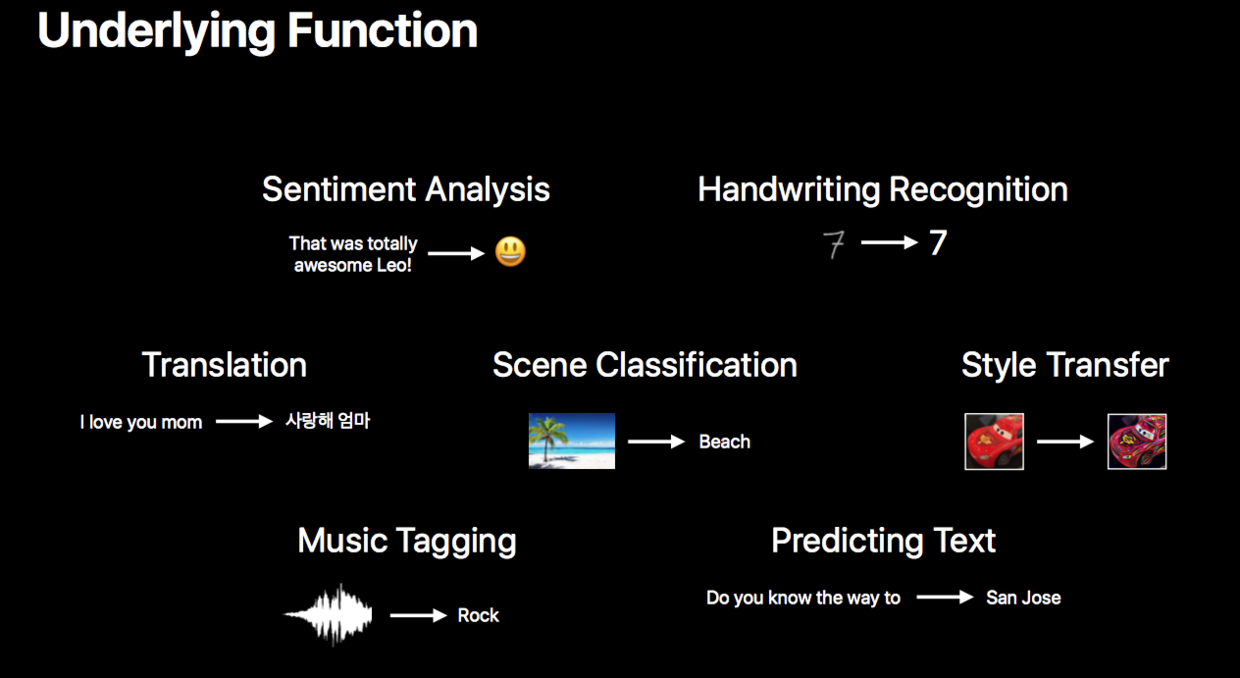 Underlying Function
Sentiment Analysis
Handwriting Recognition
That was totally
awesome Leo!
7
7
Translation
Scene Classification
Style Transfer
I love you mom
사랑해 엄마
Beach
Music Tagging
Predicting Text
Rock
Do you know the way to
San Jose